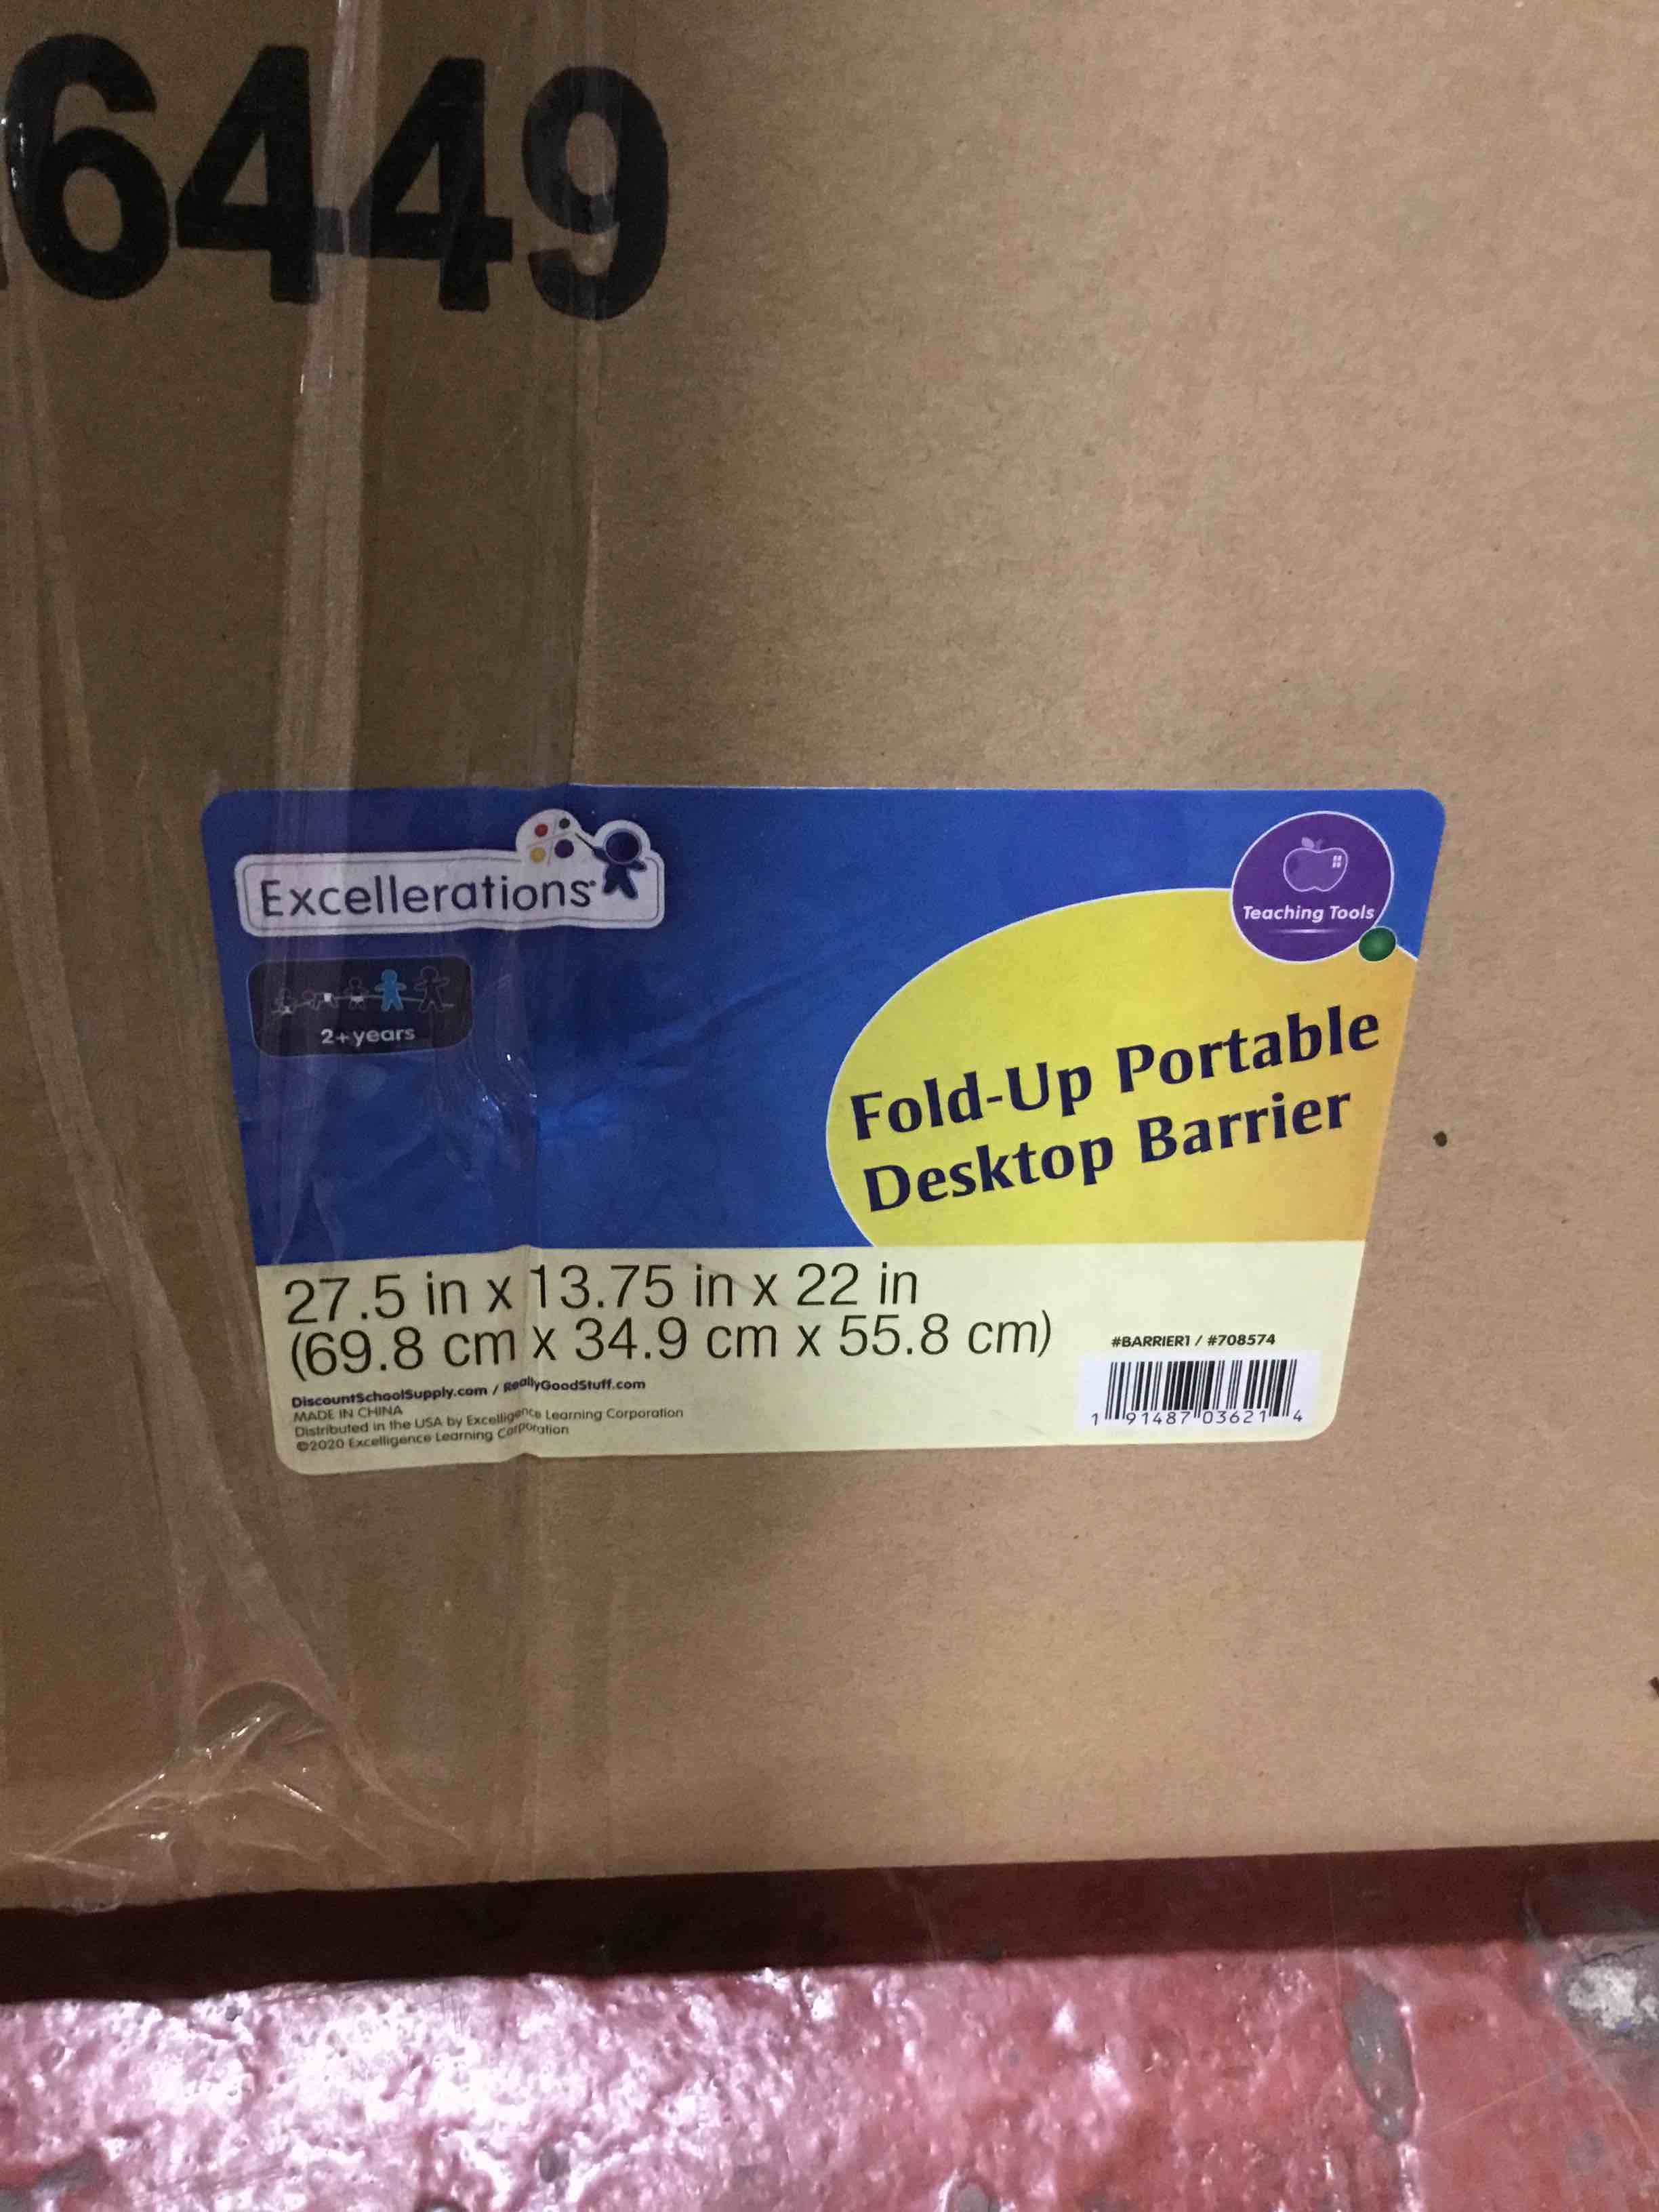 6449
Excellerations
Teaching Tools
2+years
Fold-Up Portable
Desktop Barrier
27.5 in x 13.75 in x 22 in
(69.8 cm x 34.9 cm x 55.8 cm)
#BARRIER1 / #708574
DiscountSchoolSupply.com / ReallyGoodStuff.com
MADE IN CHINA
Distributed in the USA by Excelligence Learning Corporation
©2020 Excelligence Learning Corporation
1 91487 03621 4